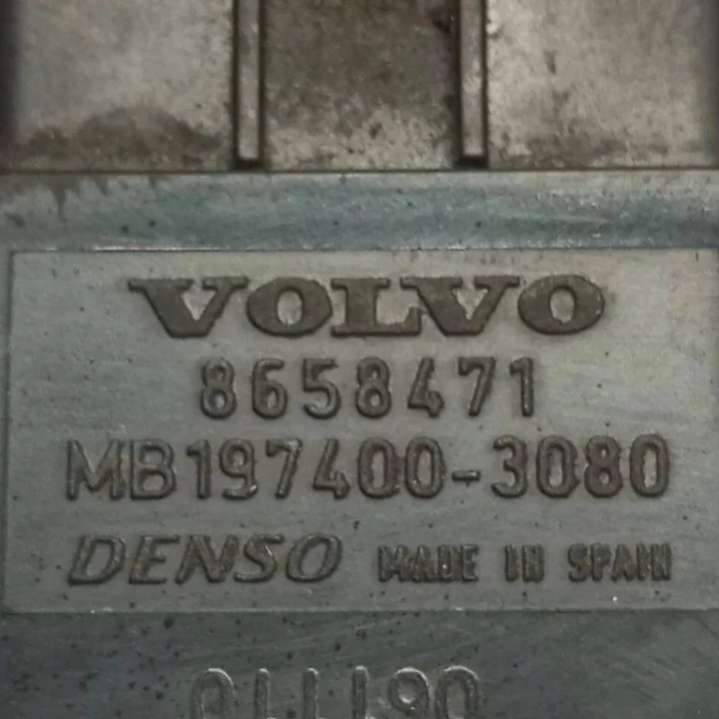 VOLVO
8658471
MB197400-3080
DENSO MADE IN SPAIN